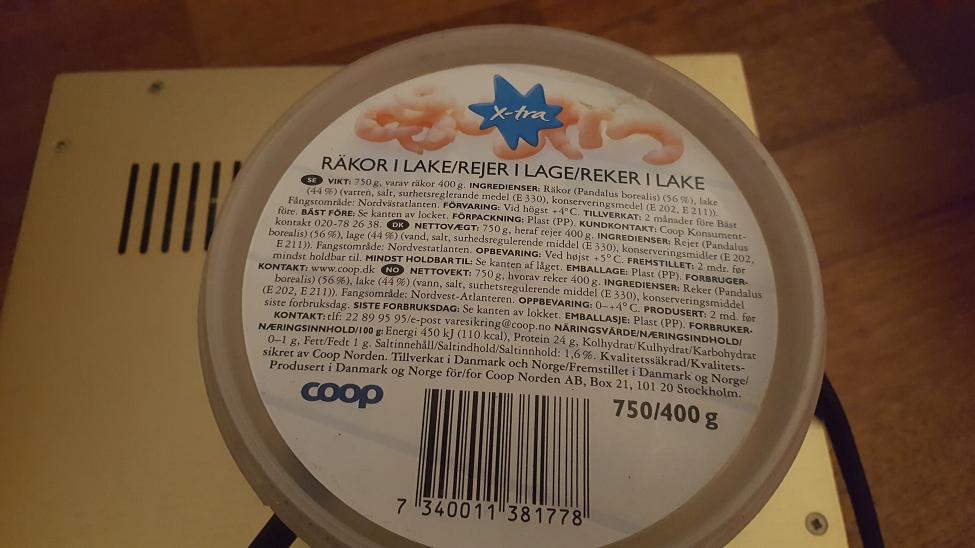 x-tra
RÄKOR I LAKE/REJER I LAGE/REKER I LAKE
SE VIKT: 750 g, varav räkor 400 g. INGREDIENSER: Räkor (Pandalus borealis) (56 %), lake
(44 %) (vatten, salt, surhetsreglerande medel (E 330), konserveringsmedel (E 202, E 211)).
Fångstområde: Nordvästatlanten. FÖRVARING: Vid högst +4°C. TILLVERKAT: 2 månader före Bäst
före. BÄST FÖRE: Se kanten av locket. FÖRPACKNING: Plast (PP). KUNDKONTAKT: Coop Konsument-
kontakt 020-78 26 38. DK NETTOVÆGT: 750 g, heraf rejer 400 g. INGREDIENSER: Rejer (Pandalus
borealis) (56 %), lage (44 %) (vand, salt, surhedsregulerende middel (E 330), konserveringsmidler (E 202,
E 211)). Fangstområde: Nordvestatlanten. OPBEVARING: Ved højst +5° C. FREMSTILLET: 2 mdr. før
mindst holdbar til. MINDST HOLDBAR TIL: Se kanten af låget. EMBALLAGE: Plast (PP). FORBRUGER-
KONTAKT: www.coop.dk NO NETTOVEKT: 750 g, hvorav reker 400 g. INGREDIENSER: Reker (Pandalus
borealis) (56 %), lake (44 %) (vann, salt, surhetsregulerende middel (E 330), konserveringsmiddel
(E 202, E 211)). Fangstområde: Nordvest-Atlanteren. OPPBEVARING: 0–+4° C. PRODUSERT: 2 md. før
siste forbruksdag. SISTE FORBRUKSDAG: Se kanten av lokket. EMBALLASJE: Plast (PP). FORBRUKER-
KONTAKT: tlf: 22 89 95 95/e-post varesikring@coop.no NÄRINGSVÄRDE/NÆRINGSINDHOLD/
NÆRINGSINNHOLD/100 g: Energi 450 kJ (110 kcal), Protein 24 g, Kolhydrat/Kulhydrat/Karbohydrat
0–1 g, Fett/Fedt 1 g. Saltinnehåll/Saltindhold/Saltinnhold: 1,6%. Kvalitetssäkrad/Kvalitets-
sikret av Coop Norden. Tillverkat i Danmark och Norge/Fremstillet i Danmark og Norge/
Produsert i Danmark og Norge för/for Coop Norden AB, Box 21, 101 20 Stockholm.
coop
750/400 g
7 340011 381778